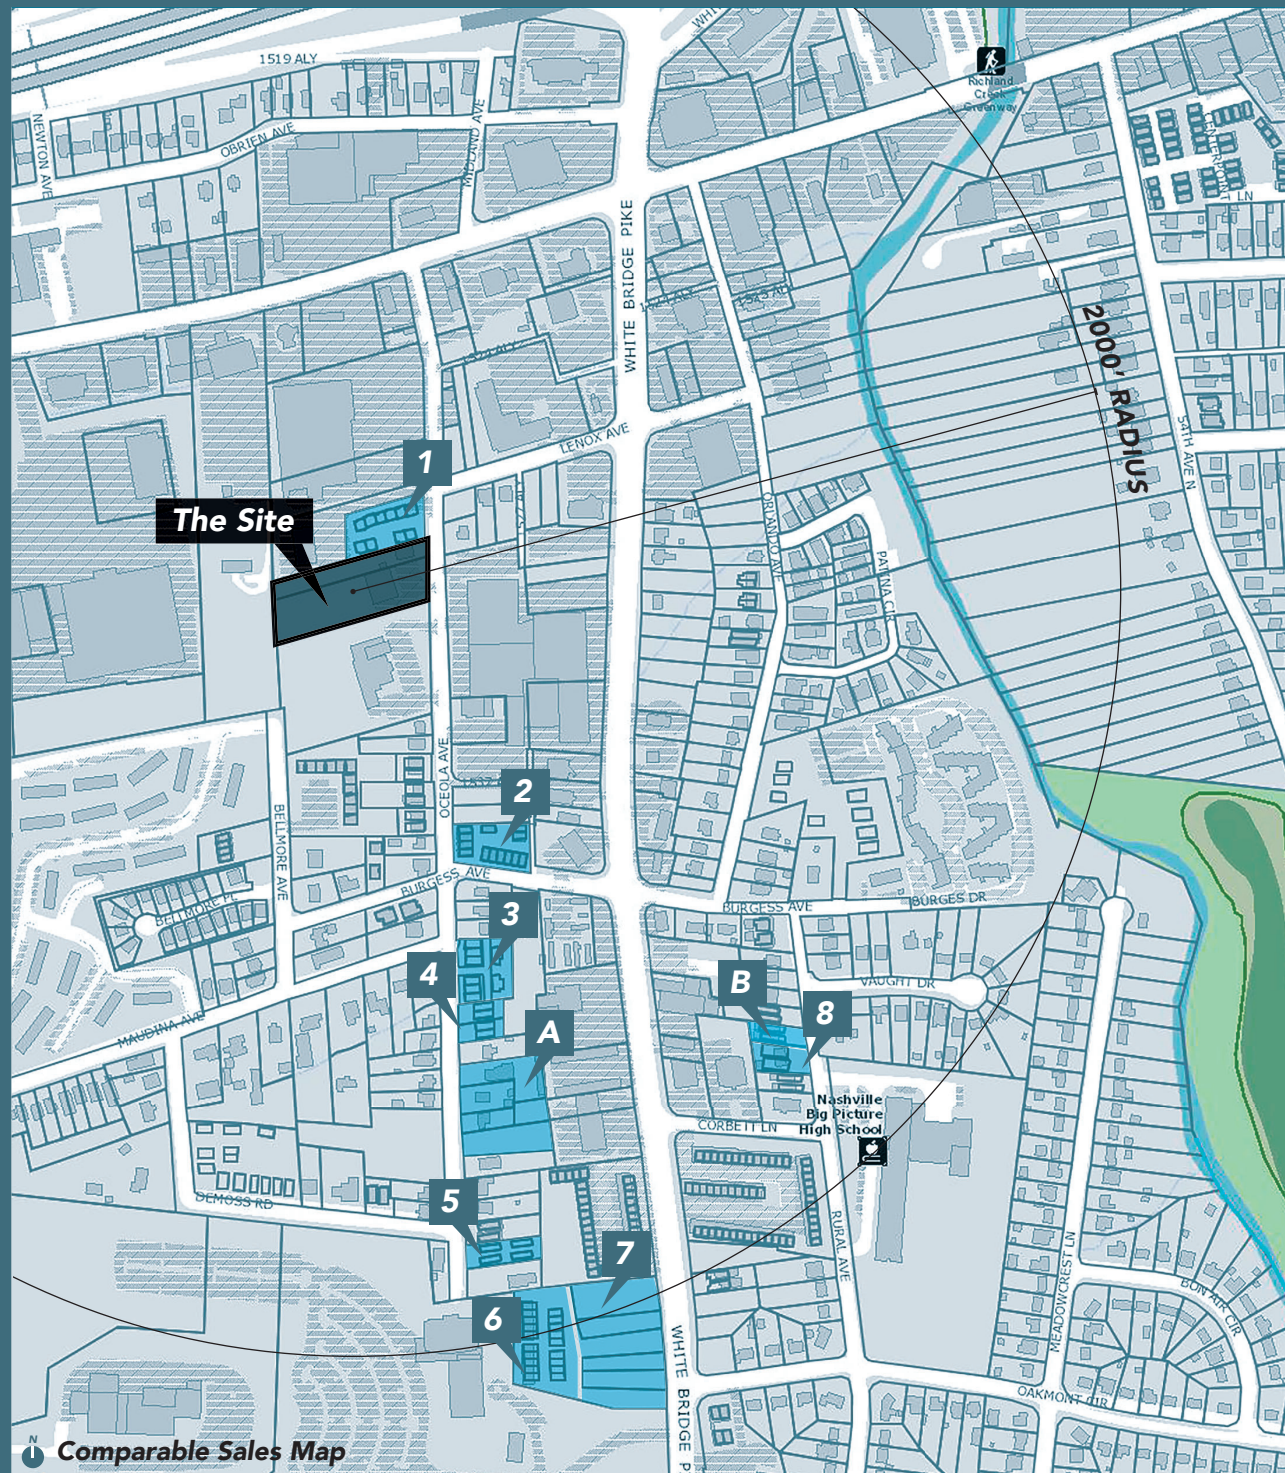 WHI
1519 ALY
Richland
Creek
Greenway
NEWTON AVE
OBRIEN AVE
MIDLAND AVE
CENTERPOINT
LN
WHITE BRIDGE PIKE
2000' RADIUS
54TH AVE N
LENOX AVE
1
The Site
ORLANDO AVE
PATINA CIR
OCEOLA AVE
2
BELLMORE AVE
BURGESS AVE
BELLMORE PL
BURGESS AVE
BURGES DR
3
4
B
VAUGHT DR
8
MAUDINA AVE
A
Nashville
Big Picture
High School
CORBETT LN
5
DEMOSS RD
7
RURAL AVE
6
MEADOWCREST LN
BON AIR CIR
WHITE BRIDGE P
OAKMONT CIR
N
Comparable Sales Map